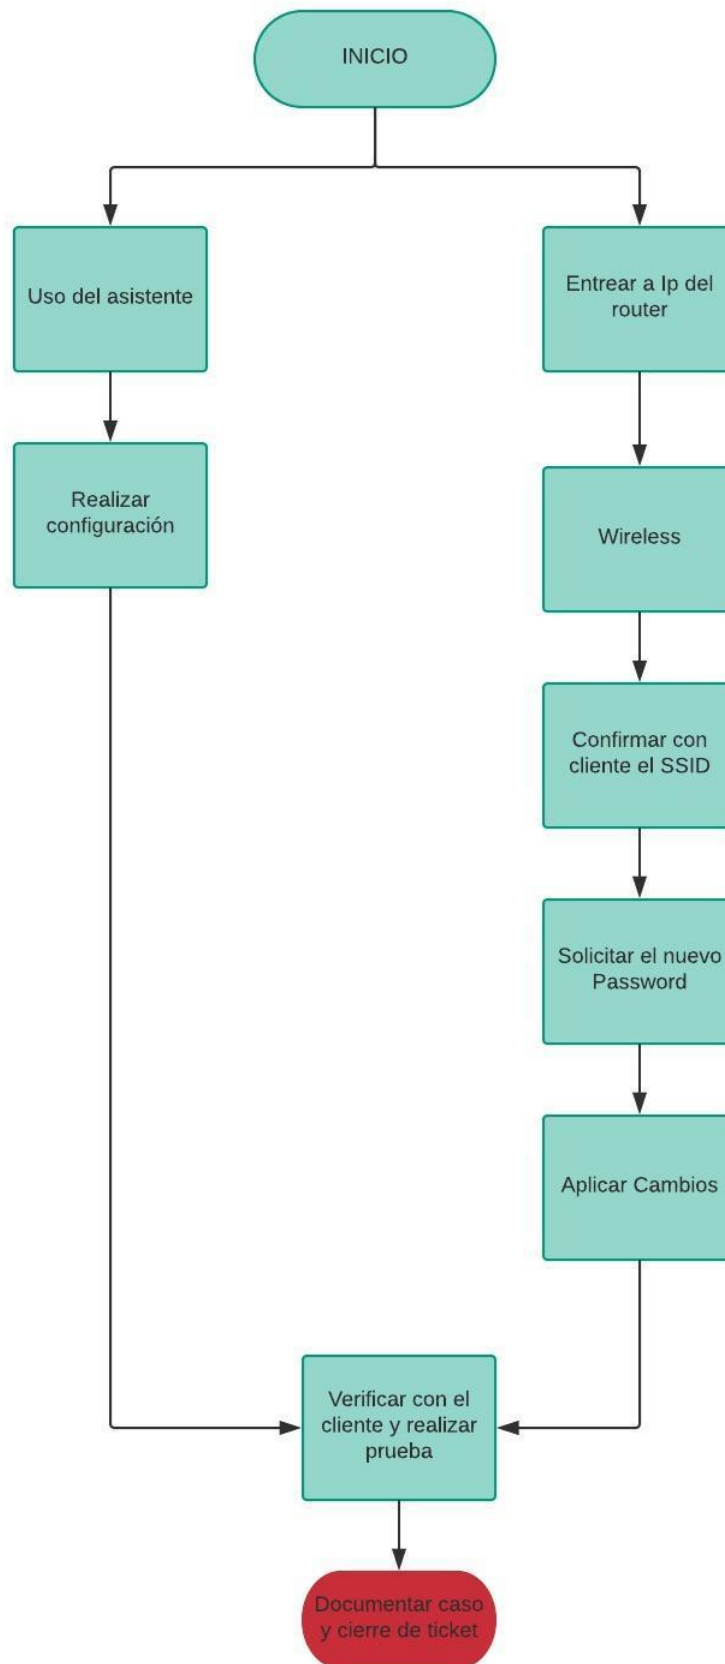 INICIO
Uso del asistente
Realizar
configuración
Entrear a Ip del
router
Wireless
Confirmar con
cliente el SSID
Solicitar el nuevo
Password
Aplicar Cambios
Verificar con el
cliente y realizar
prueba
Documentar caso
y cierre de ticket